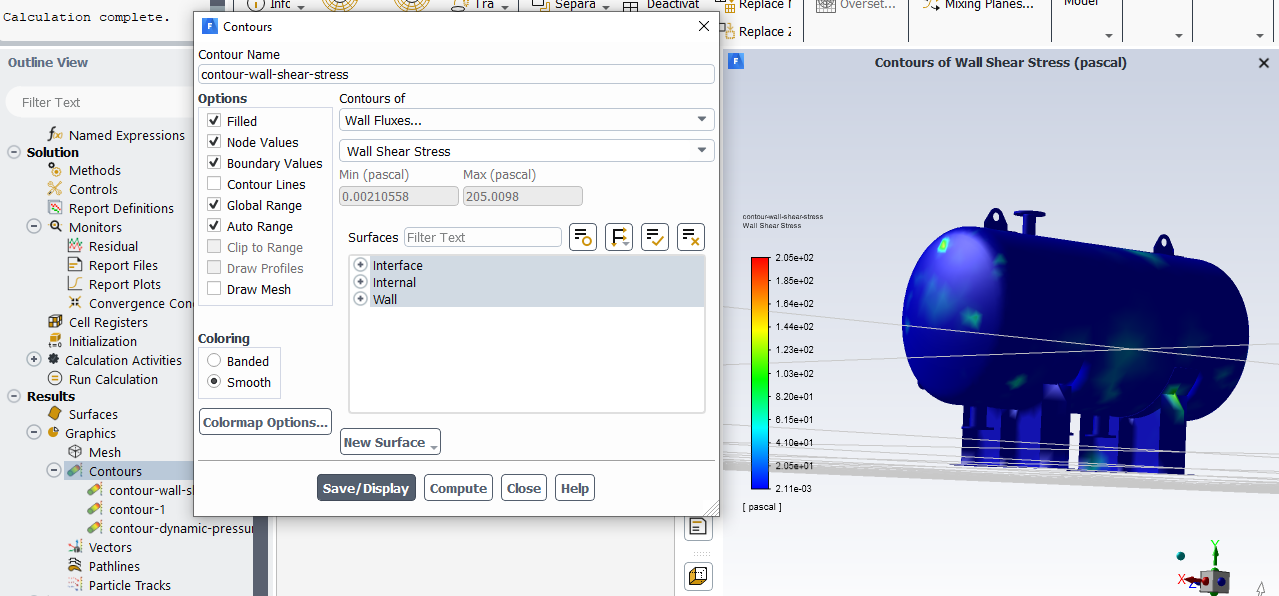 Calculation complete.
Info
Tra
Separa
Deactivat
Replace
Replace
Overset...
Mixing Planes...
Model
Outline View
Filter Text
Named Expressions
Solution
Methods
Controls
Report Definitions
Monitors
Residual
Report Files
Report Plots
Convergence Con
Cell Registers
Initialization
Calculation Activities
Run Calculation
Results
Surfaces
Graphics
Mesh
Contours
contour-wall-sh
contour-1
contour-dynamic-pressu
Vectors
Pathlines
Particle Tracks
Contours
Contour Name
contour-wall-shear-stress
Options
Filled
Node Values
Boundary Values
Contour Lines
Global Range
Auto Range
Clip to Range
Draw Profiles
Draw Mesh
Coloring
Banded
Smooth
Colormap Options...
Contours of
Wall Fluxes...
Wall Shear Stress
Min (pascal) Max (pascal)
0.00210558 205.0098
Surfaces Filter Text
Interface
Internal
Wall
New Surface
Save/Display Compute Close Help
Contours of Wall Shear Stress (pascal)
contour-wall-shear-stress
Wall Shear Stress
2.05e+02
1.85e+02
1.64e+02
1.44e+02
1.23e+02
1.03e+02
8.20e+01
6.15e+01
4.10e+01
2.05e+01
2.11e-03
[ pascal ]
Y
X
Z